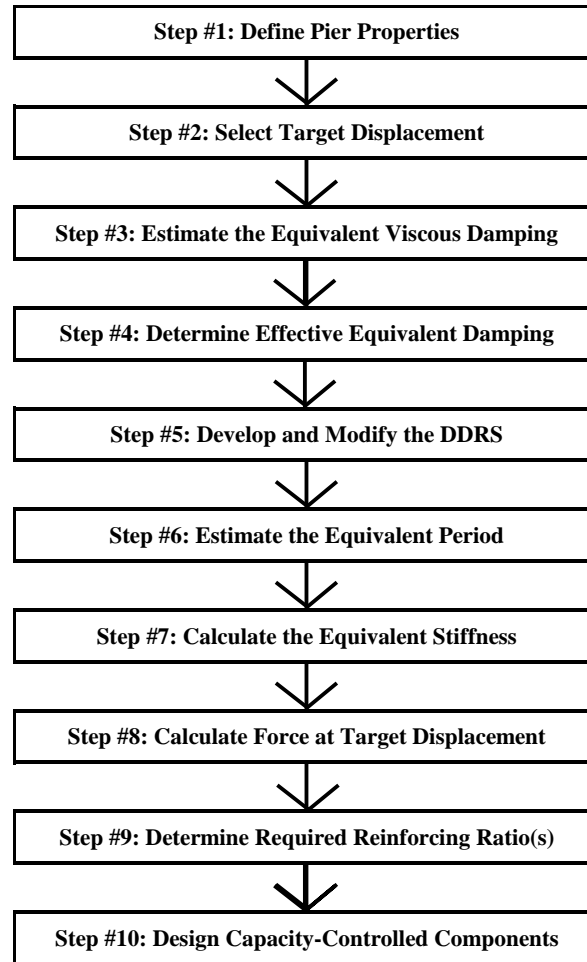 Step #1: Define Pier Properties
Step #2: Select Target Displacement
Step #3: Estimate the Equivalent Viscous Damping
Step #4: Determine Effective Equivalent Damping
Step #5: Develop and Modify the DDRS
Step #6: Estimate the Equivalent Period
Step #7: Calculate the Equivalent Stiffness
Step #8: Calculate Force at Target Displacement
Step #9: Determine Required Reinforcing Ratio(s)
Step #10: Design Capacity-Controlled Components